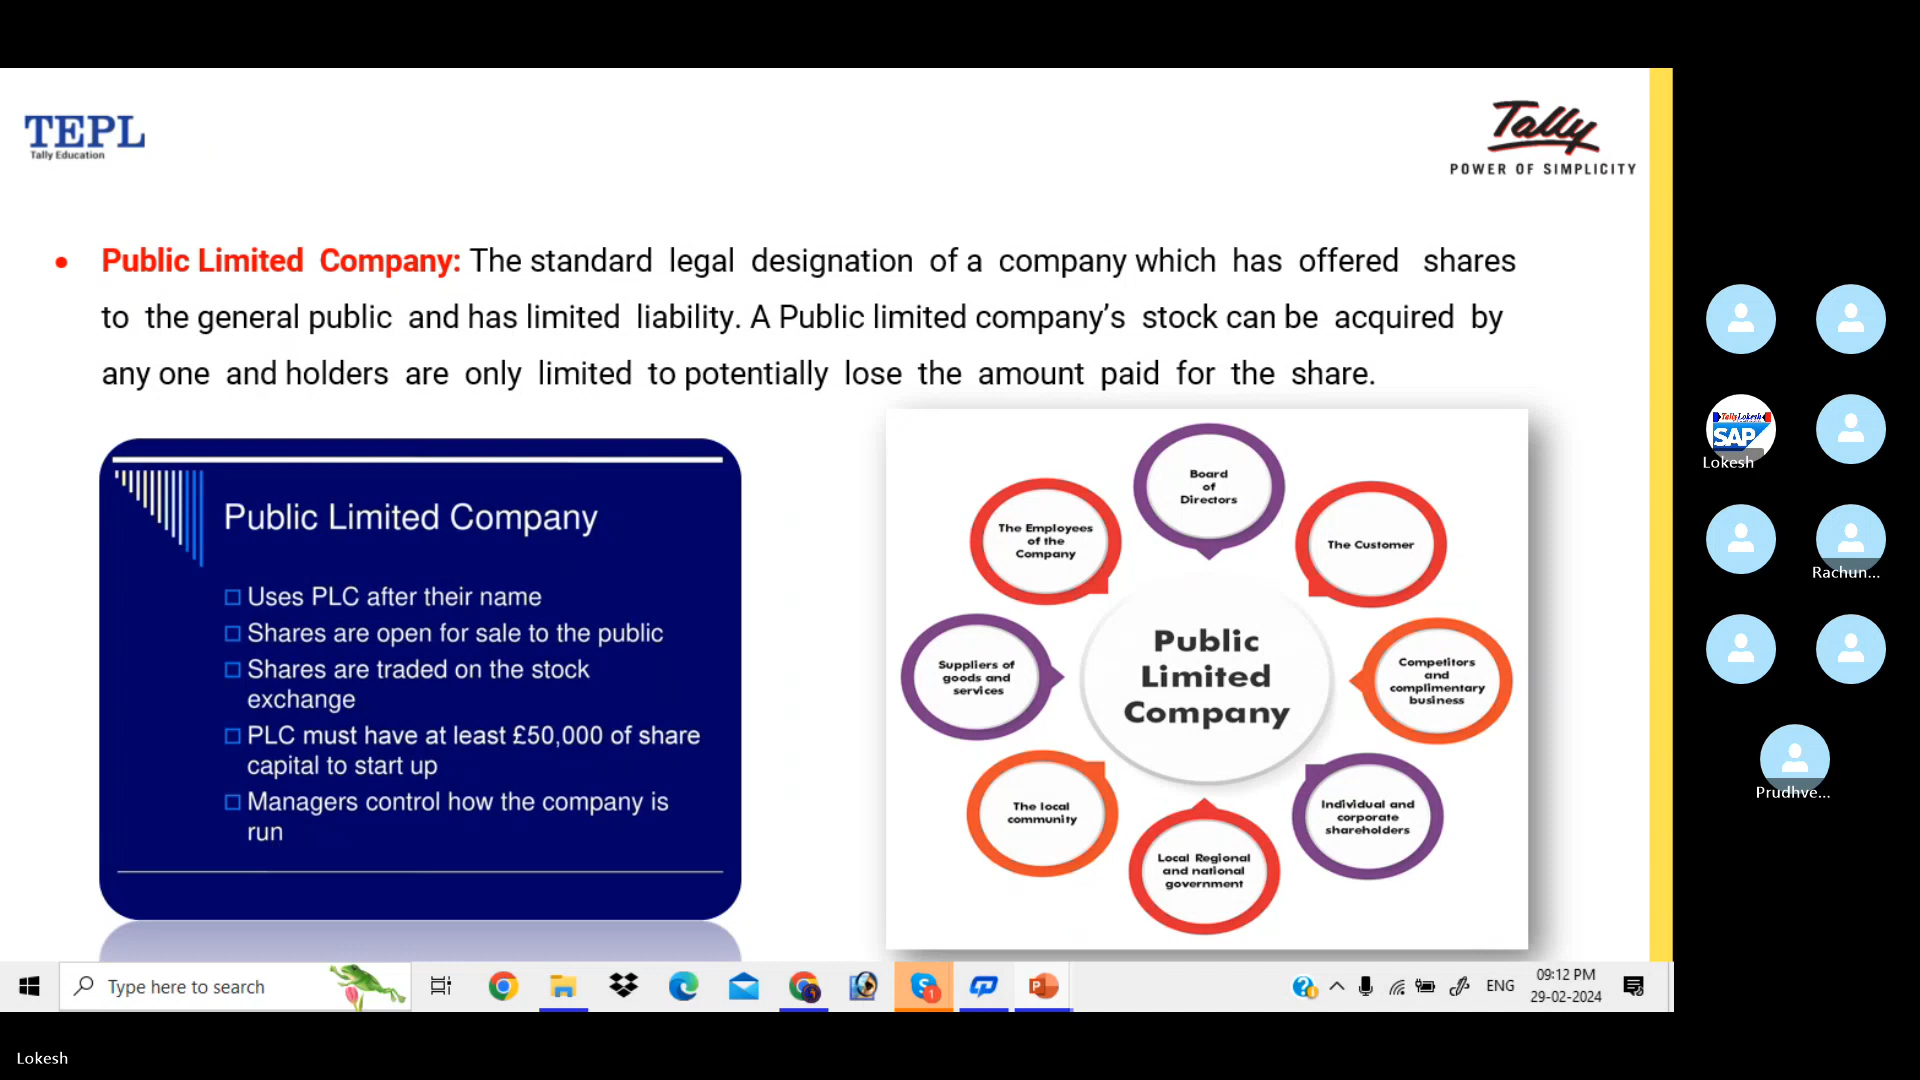 TEPL
Tally Education
Tally
POWER OF SIMPLICITY
• Public Limited Company: The standard legal designation of a company which has offered shares
to the general public and has limited liability. A Public limited company’s stock can be acquired by
any one and holders are only limited to potentially lose the amount paid for the share.
Public Limited Company
Uses PLC after their name
Shares are open for sale to the public
Shares are traded on the stock
exchange
PLC must have at least £50,000 of share
capital to start up
Managers control how the company is
run
Board
of
Directors
The Employees
of the
Company
The Customer
Suppliers of
goods and
services
Public
Limited
Company
Competitors
and
complimentary
business
The local
community
Individual and
corporate
shareholders
Local Regional
and national
government
TallyLokesh
SAP
Lokesh
Rachun...
Prudhve...
Type here to search
1
ENG
09:12 PM
29-02-2024
Lokesh